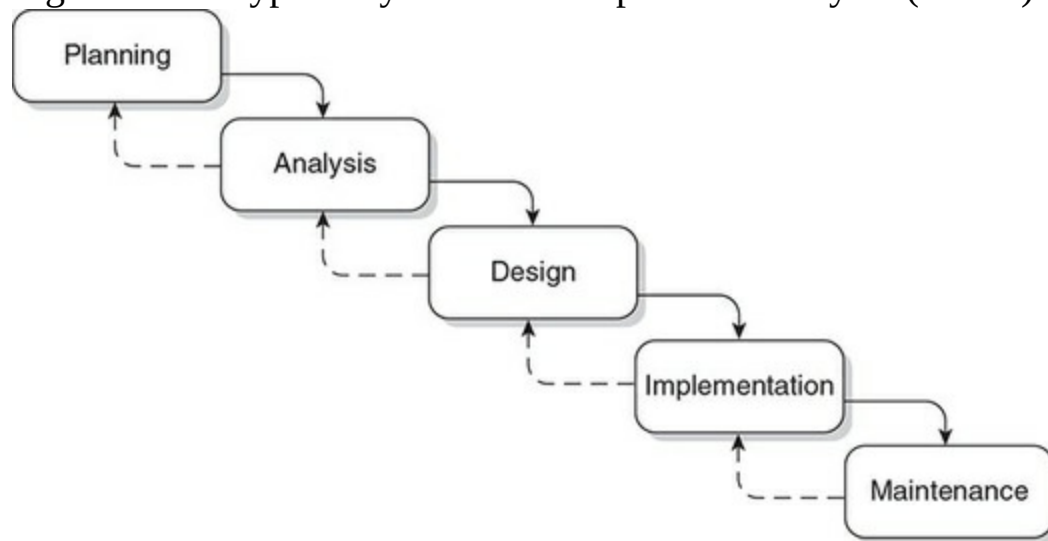 Planning
Analysis
Design
Implementation
Maintenance